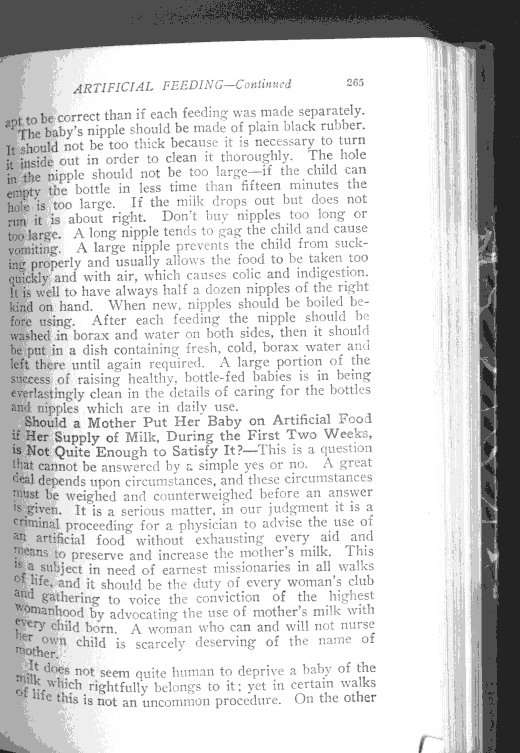 ARTIFICIAL FEEDING—Continued 265
apt to be correct than if each feeding was made separately.
The baby's nipple should be made of plain black rubber.
It should not be too thick because it is necessary to turn
it inside out in order to clean it thoroughly. The hole
in the nipple should not be too large—if the child can
empty the bottle in less time than fifteen minutes the
hole is too large. If the milk drops out but does not
run it is about right. Don't buy nipples too long or
too large. A long nipple tends to gag the child and cause
vomiting. A large nipple prevents the child from suck-
ing properly and usually allows the food to be taken too
quickly and with air, which causes colic and indigestion.
It is well to have always half a dozen nipples of the right
kind on hand. When new, nipples should be boiled be-
fore using. After each feeding the nipple should be
washed in borax and water on both sides, then it should
be put in a dish containing fresh, cold, borax water and
left there until again required. A large portion of the
success of raising healthy, bottle-fed babies is in being
everlastingly clean in the details of caring for the bottles
and nipples which are in daily use.
Should a Mother Put Her Baby on Artificial Food
if Her Supply of Milk, During the First Two Weeks,
is Not Quite Enough to Satisfy It?—This is a question
that cannot be answered by a simple yes or no. A great
deal depends upon circumstances, and these circumstances
must be weighed and counterweighed before an answer
is given. It is a serious matter, in our judgment it is a
criminal proceeding for a physician to advise the use of
an artificial food without exhausting every aid and
means to preserve and increase the mother's milk. This
is a subject in need of earnest missionaries in all walks
of life, and it should be the duty of every woman's club
and gathering to voice the conviction of the highest
womanhood by advocating the use of mother's milk with
every child born. A woman who can and will not nurse
her own child is scarcely deserving of the name of
mother.
It does not seem quite human to deprive a baby of the
milk which rightfully belongs to it; yet in certain walks
of life this is not an uncommon procedure. On the other